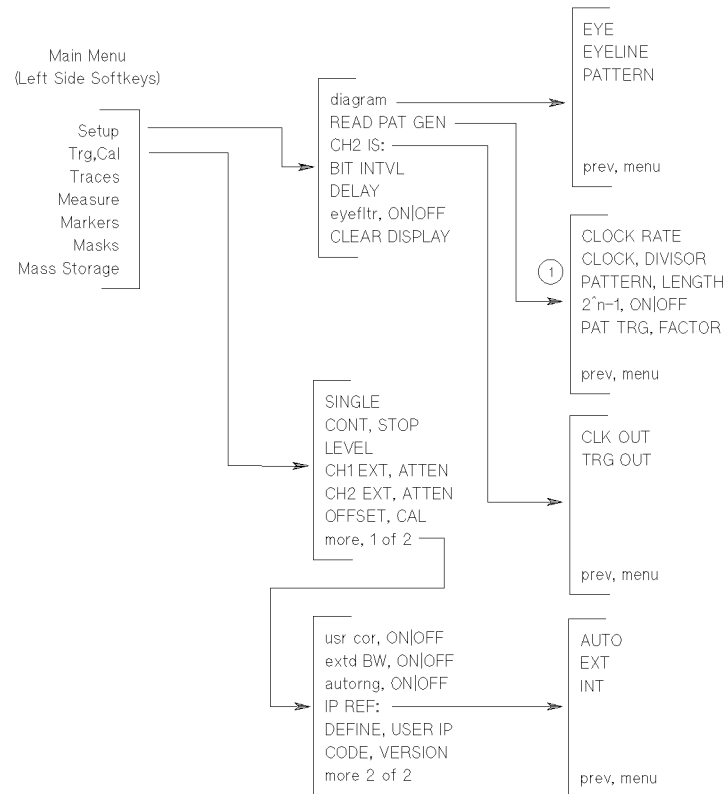 Main Menu
(Left Side Softkeys)
Setup
Trg,Cal
Traces
Measure
Markers
Masks
Mass Storage
diagram
READ PAT GEN
CH2 IS:
BIT INTVL
DELAY
eyefltr, ON|OFF
CLEAR DISPLAY
EYE
EYELINE
PATTERN
prev, menu
1
CLOCK RATE
CLOCK, DIVISOR
PATTERN, LENGTH
2^n-1, ON|OFF
PAT TRG, FACTOR
prev, menu
SINGLE
CONT, STOP
LEVEL
CH1 EXT, ATTEN
CH2 EXT, ATTEN
OFFSET, CAL
more, 1 of 2
CLK OUT
TRG OUT
prev, menu
usr cor, ON|OFF
extd BW, ON|OFF
autorng, ON|OFF
IP REF:
DEFINE, USER IP
CODE, VERSION
more 2 of 2
AUTO
EXT
INT
prev, menu